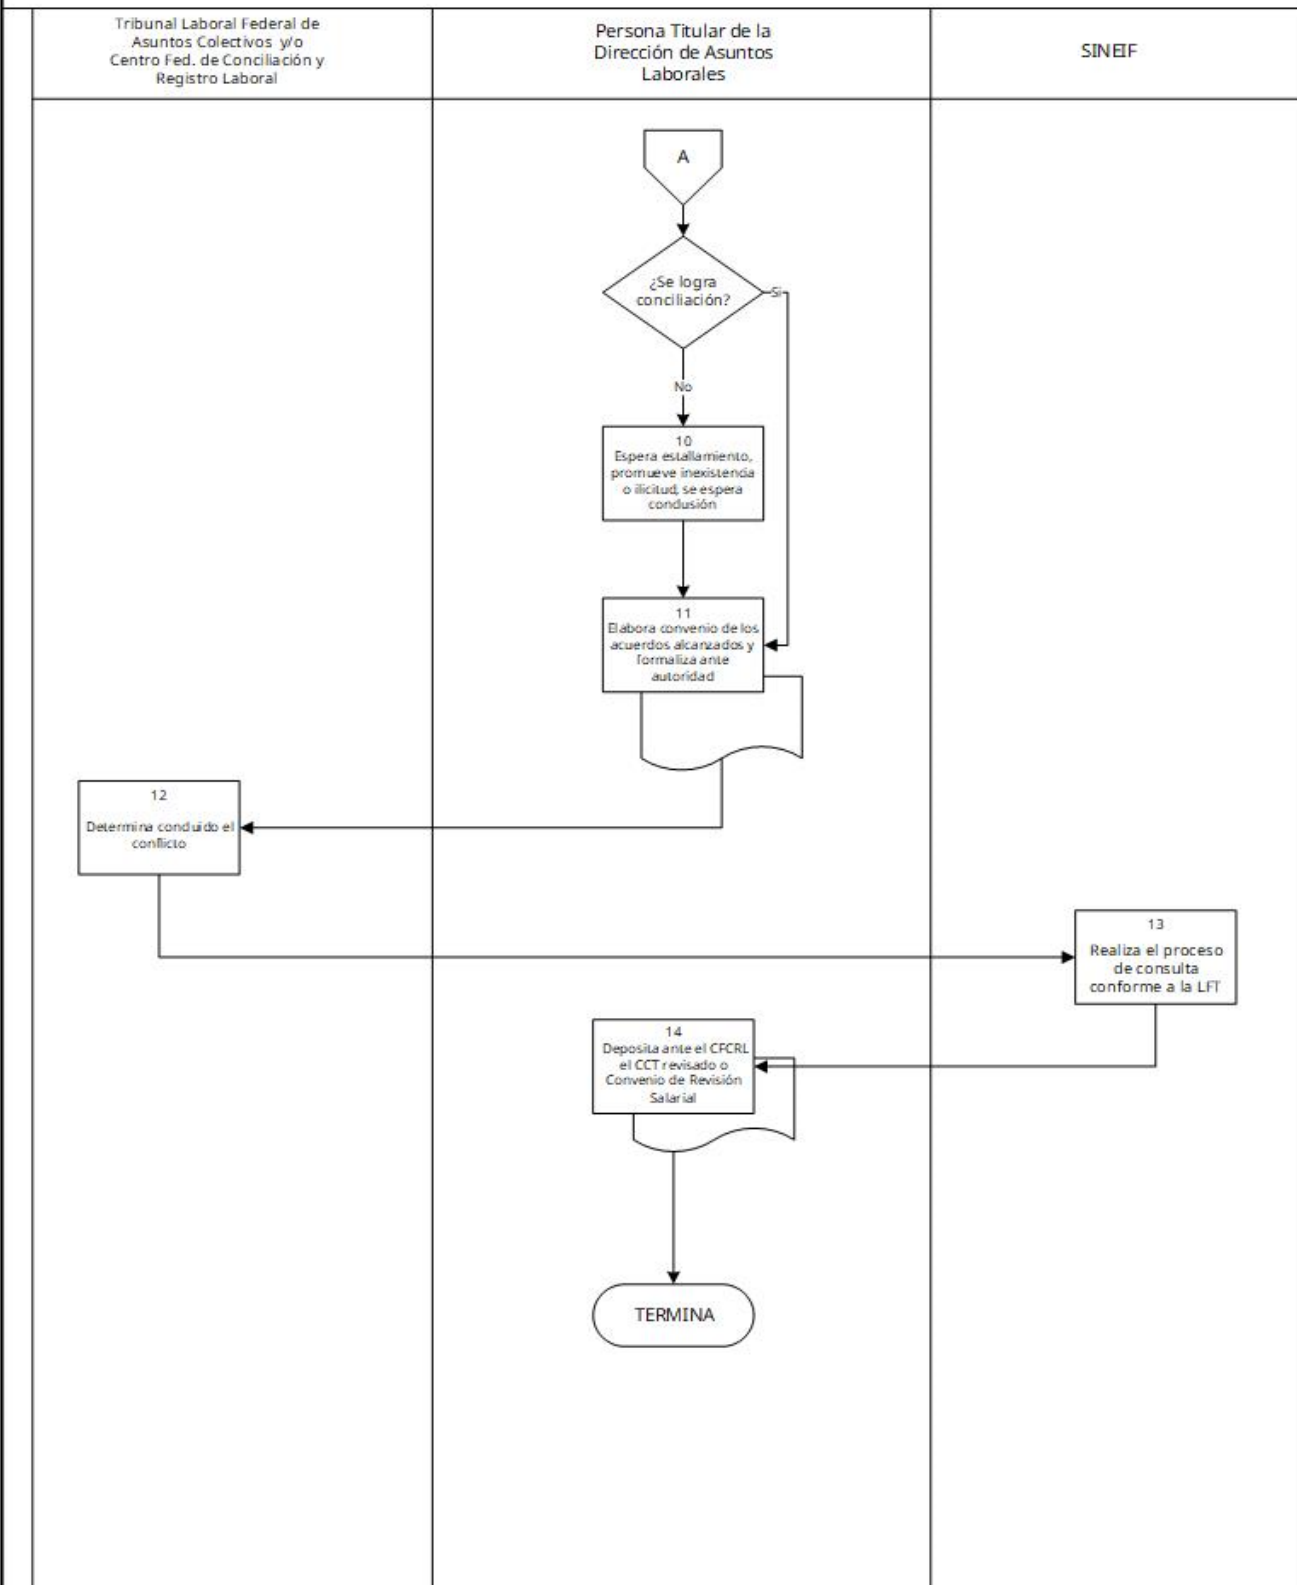 Tribunal Laboral Federal de
Asuntos Colectivos y/o
Centro Fed. de Conciliación y
Registro Laboral
Persona Titular de la
Dirección de Asuntos
Laborales
SINEIF
A
¿Se logra
conciliación?
Si
No
10
Espera estallamiento,
promueve inexistencia
o ilicitud, se espera
conclusión
11
Elabora convenio de los
acuerdos alcanzados y
formaliza ante
autoridad
12
Determina concluido el
conflicto
13
Realiza el proceso
de consulta
conforme a la LFT
14
Deposita ante el CFCRL
el CCT revisado o
Convenio de Revisión
Salarial
TERMINA